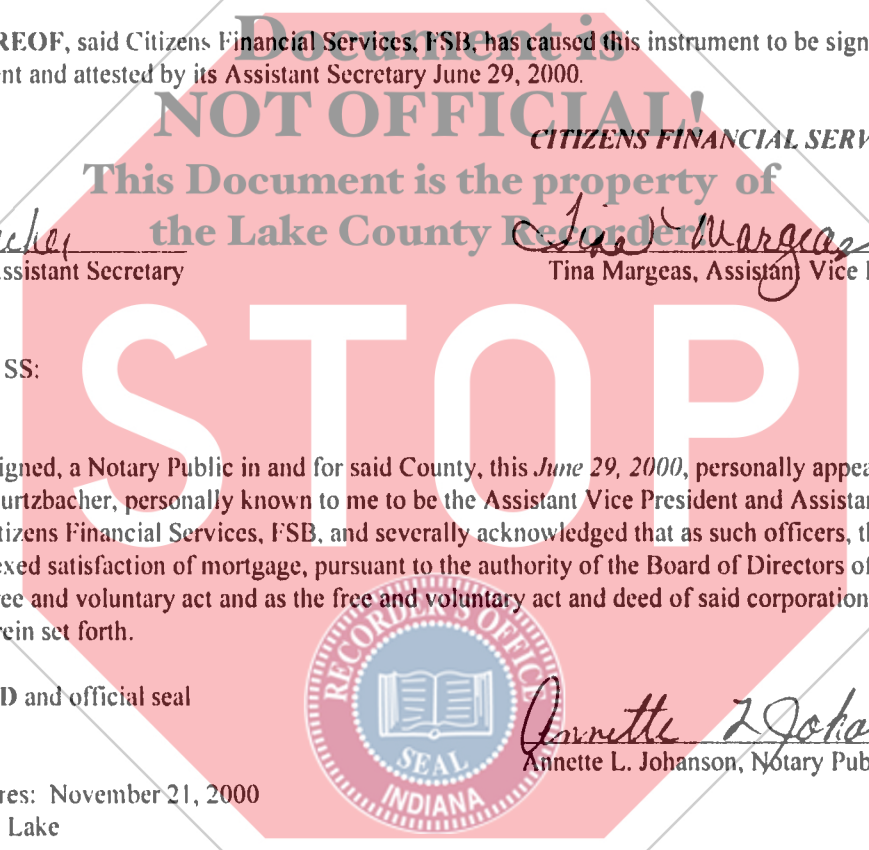 REOF, said Citizens Financial Services, FSB, has caused this instrument to be sign
ent and attested by its Assistant Secretary June 29, 2000.
Document is
NOT OFFICIAL!
This Document is the property of
the Lake County Recorder!
CITIZENS FINANCIAL SERV
Tina Margeas
ssistant Secretary
Tina Margeas, Assistant Vice
STOP
SS:
igned, a Notary Public in and for said County, this June 29, 2000, personally appea
urtzbacher, personally known to me to be the Assistant Vice President and Assistan
tizens Financial Services, FSB, and severally acknowledged that as such officers, th
exed satisfaction of mortgage, pursuant to the authority of the Board of Directors of
ree and voluntary act and as the free and voluntary act and deed of said corporation
rein set forth.
RECORDER'S OFFICE
SEAL
INDIANA
D and official seal
Annette L Joha
Annette L. Johanson, Notary Pub
res: November 21, 2000
Lake